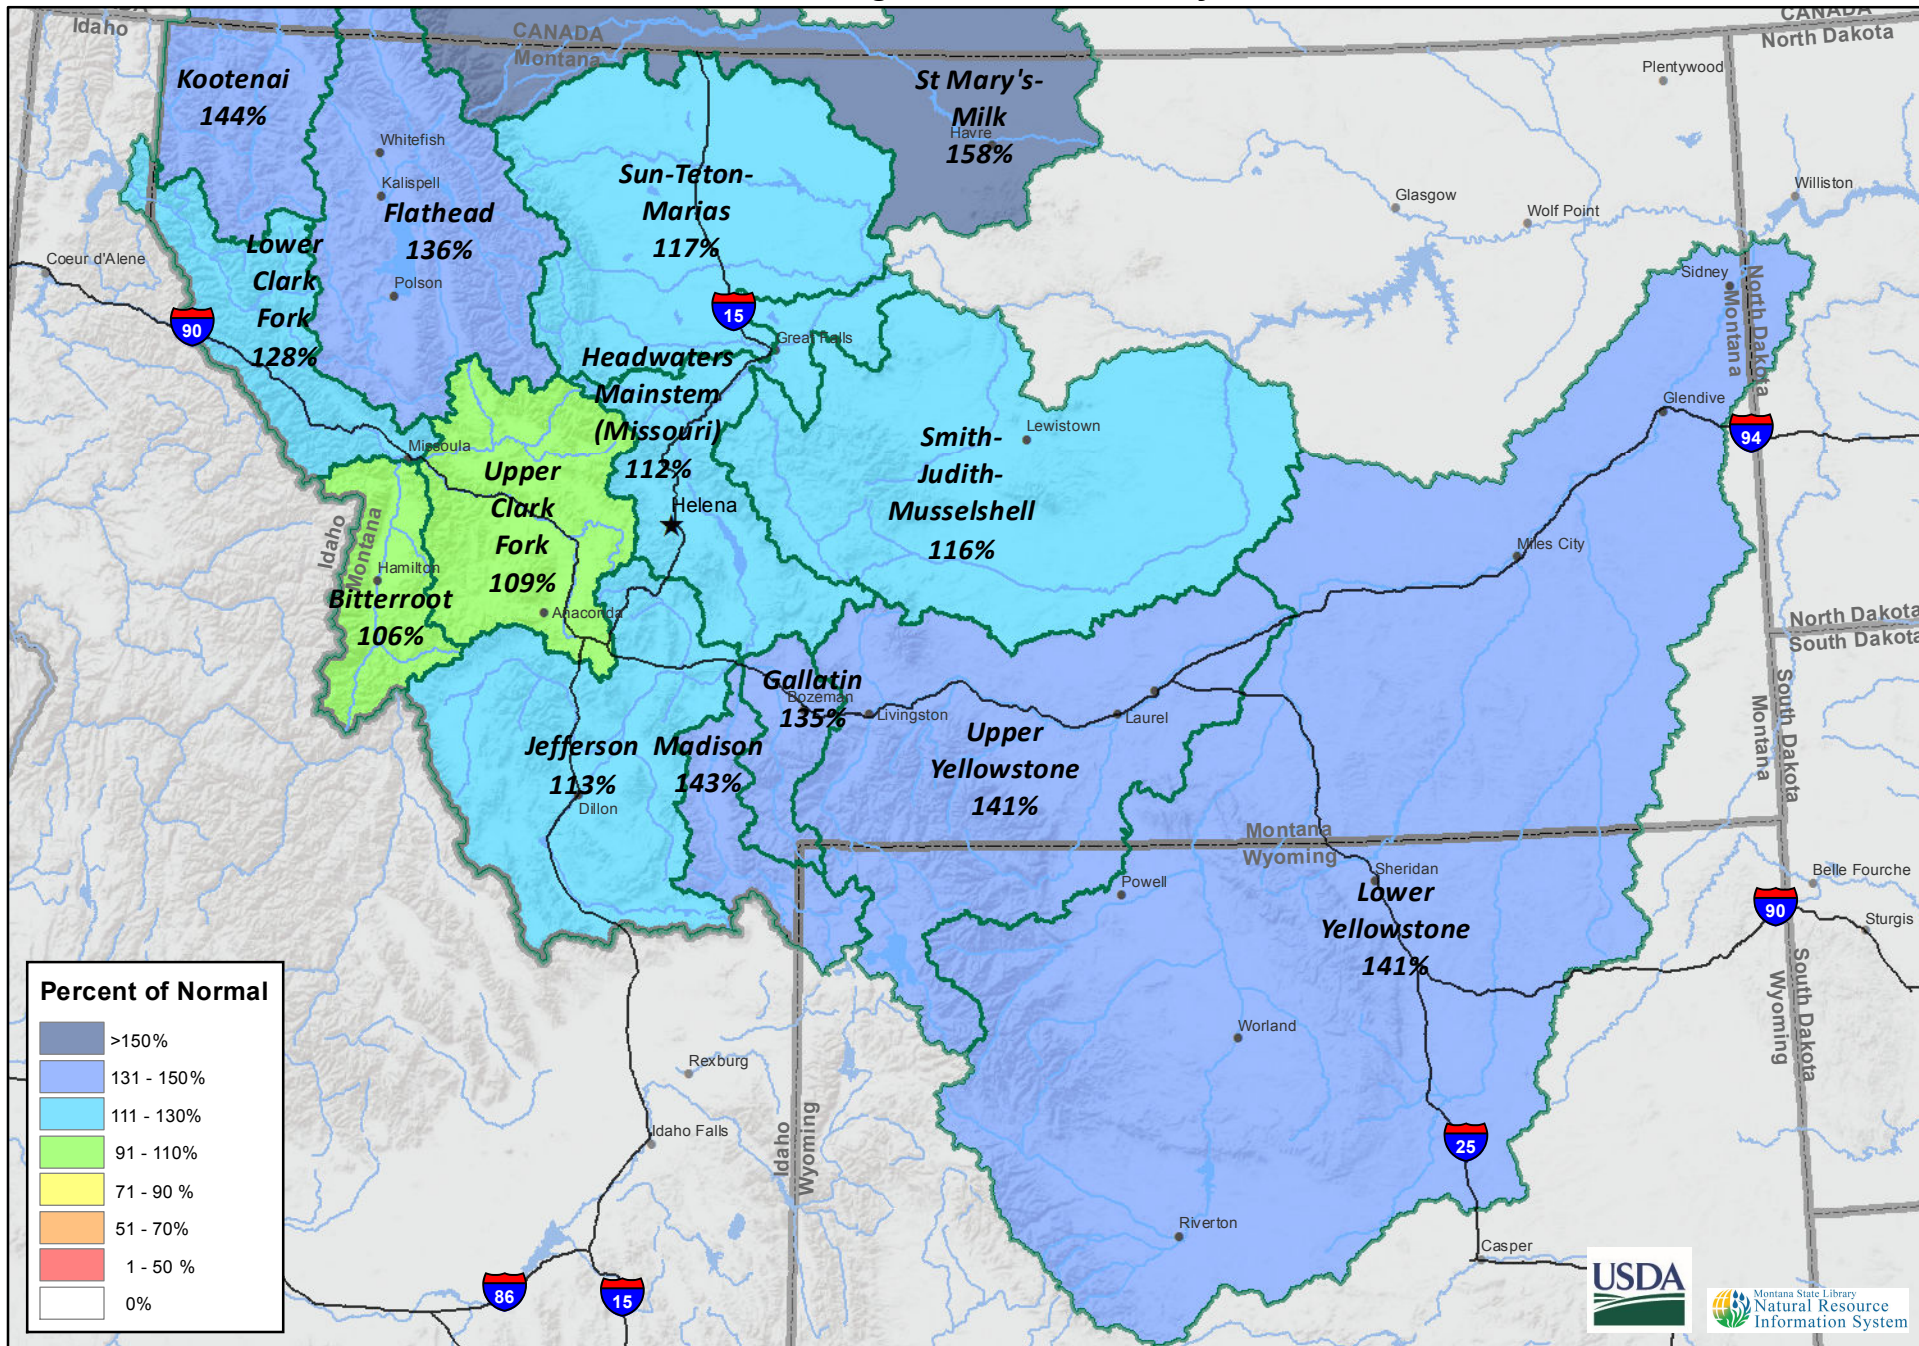 CANADA
Idaho
CANADA
Montana
North Dakota
Kootenai
144%
Whitefish
Kalispell
Flathead
136%
Polson
St Mary's-
Milk
Havre
158%
Sun-Teton-
Marias
117%
Plentywood
Glasgow
Wolf Point
Williston
Coeur d'Alene
Lower
Clark
Fork
128%
90
15
Great Falls
Headwaters
Mainstem
(Missouri)
112%
Helena
Sidney
North Dakota
Montana
Glendive
94
Lewistown
Smith-
Judith-
Musselshell
116%
Missoula
Upper
Clark
Fork
109%
Anaconda
Idaho
Montana
Hamilton
Bitterroot
106%
Miles City
North Dakota
South Dakota
Gallatin
Bozeman
135%
Livingston
Laurel
Upper
Yellowstone
141%
Jefferson
113%
Dillon
Madison
143%
South Dakota
Montana
Montana
Wyoming
Powell
Sheridan
Lower
Yellowstone
141%
Belle Fourche
90
Sturgis
South Dakota
Wyoming
Worland
Rexburg
Idaho Falls
Idaho
Wyoming
25
Riverton
Casper
86
15
Percent of Normal
>150%
131 - 150%
111 - 130%
91 - 110%
71 - 90 %
51 - 70%
1 - 50 %
0%
USDA
Montana State Library
Natural Resource
Information System